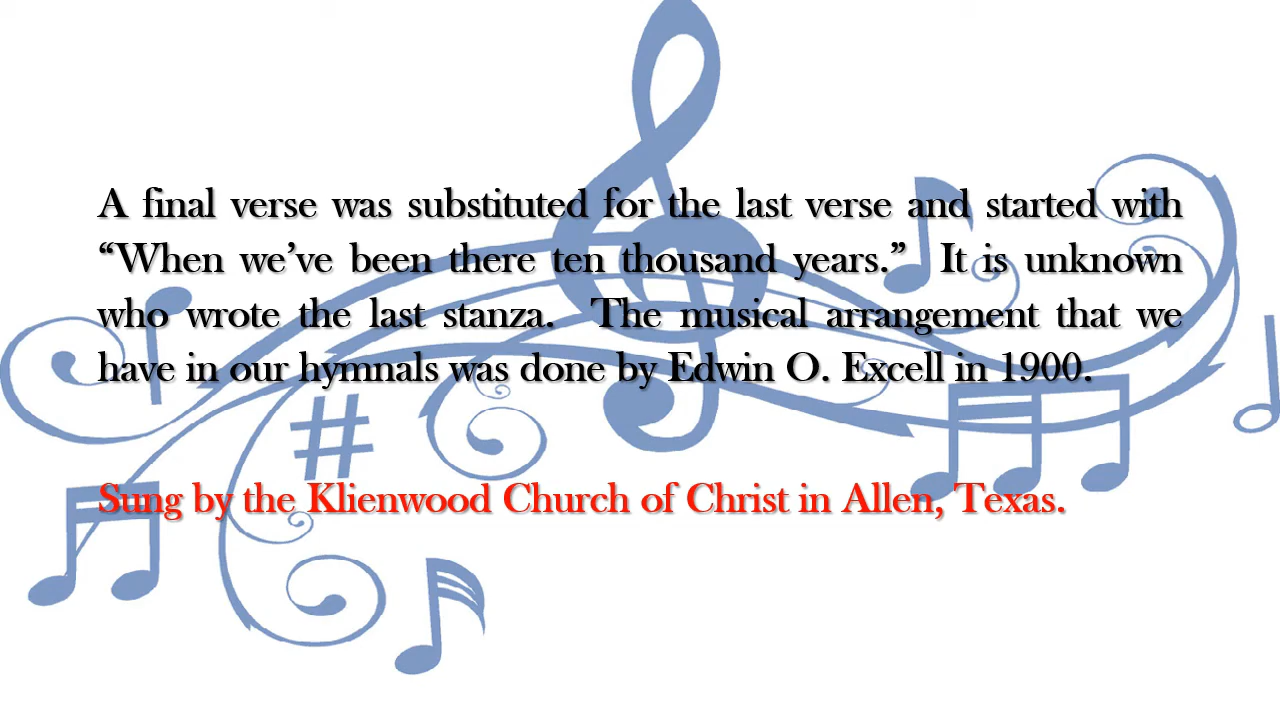 A final verse was substituted for the last verse and started with
“When we’ve been there ten thousand years.” It is unknown
who wrote the last stanza. The musical arrangement that we
have in our hymnals was done by Edwin O. Excell in 1900.
Sung by the Klienwood Church of Christ in Allen, Texas.